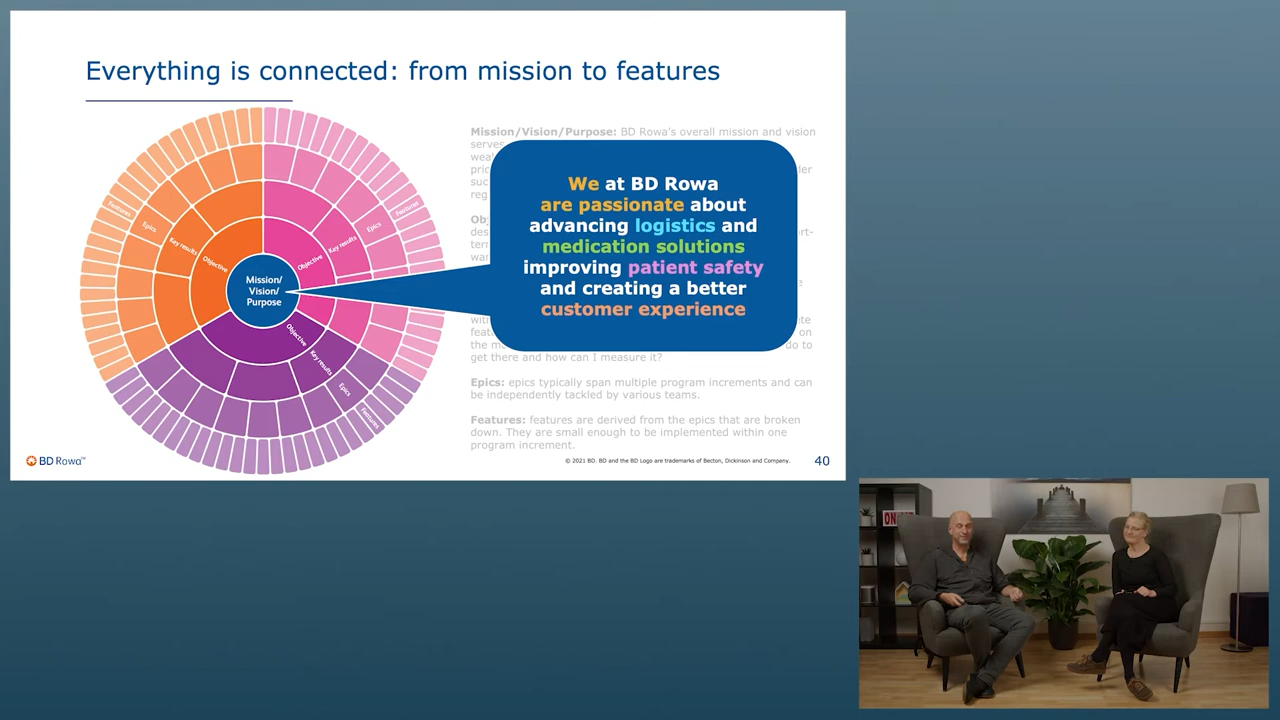 Everything is connected: from mission to features
Mission/Vision/Purpose: BD Rowa's overall mission and vision
serves
We at BD Rowa
are passionate about
advancing logistics and
medication solutions
improving patient safety
and creating a better
customer experience
Mission/
Vision/
Purpose
Objective
Key results
Epics
Features
Objective
Key results
Epics
Features
Objective
Key results
Epics
Features
get there and how can I measure it?
Epics: epics typically span multiple program increments and can
be independently tackled by various teams.
Features: features are derived from the epics that are broken
down. They are small enough to be implemented within one
program increment.
BD Rowa™
© 2021 BD. BD and the BD Logo are trademarks of Becton, Dickinson and Company.
40
ON